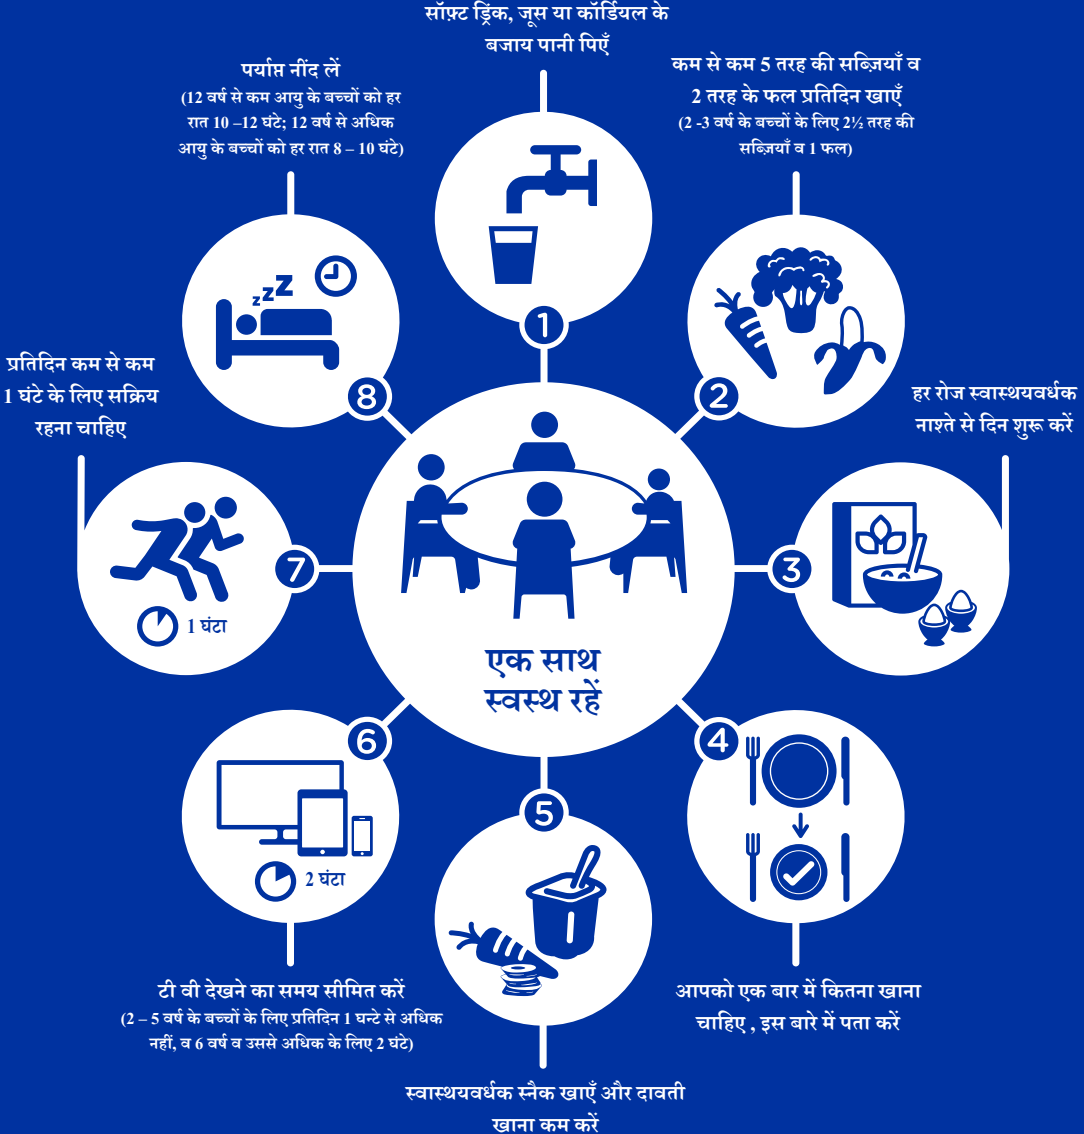 सॉफ़्ट ड्रिंक, जूस या कॉर्डियल के
बजाय पानी पिएँ
1
कम से कम 5 तरह की सब्ज़ियाँ व
2 तरह के फल प्रतिदिन खाएँ
(2 -3 वर्ष के बच्चों के लिए 2½ तरह की
सब्ज़ियाँ व 1 फल)
2
हर रोज स्वास्थयवर्धक
नाश्ते से दिन शुरू करें
3
4
आपको एक बार में कितना खाना
चाहिए , इस बारे में पता करें
5
स्वास्थयवर्धक स्नैक खाएँ और दावती
खाना कम करें
6
2 घंटा
टी वी देखने का समय सीमित करें
(2 – 5 वर्ष के बच्चों के लिए प्रतिदिन 1 घन्टे से अधिक
नहीं, व 6 वर्ष व उससे अधिक के लिए 2 घंटे)
प्रतिदिन कम से कम
1 घंटे के लिए सक्रिय
रहना चाहिए
7
1 घंटा
पर्याप्त नींद लें
(12 वर्ष से कम आयु के बच्चों को हर
रात 10 –12 घंटे; 12 वर्ष से अधिक
आयु के बच्चों को हर रात 8 – 10 घंटे)
zzZ
8
एक साथ
स्वस्थ रहें